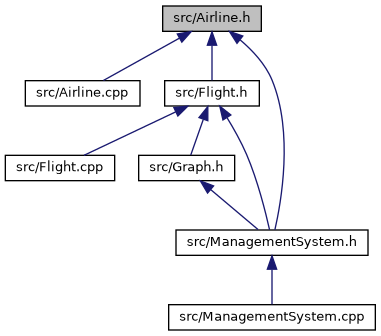 src/Airline.h
src/Airline.cpp
src/Flight.h
src/Flight.cpp
src/Graph.h
src/ManagementSystem.h
src/ManagementSystem.cpp